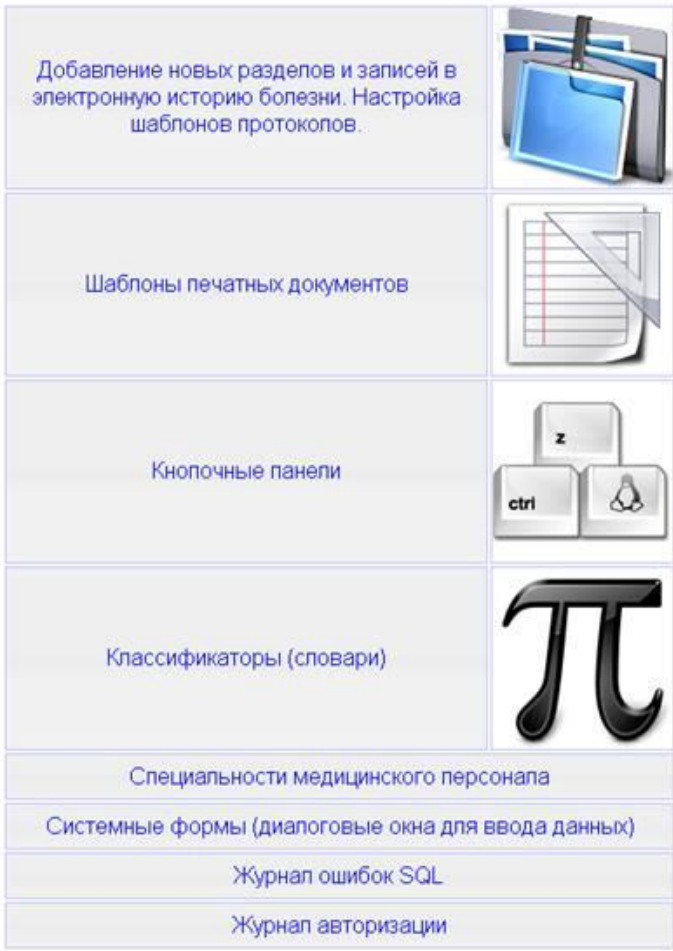 Добавление новых разделов и записей в
электронную историю болезни. Настройка
шаблонов протоколов.
Шаблоны печатных документов
Кнопочные панели
z
ctrl
Классификаторы (словари)
π
Специальности медицинского персонала
Системные формы (диалоговые окна для ввода данных)
Журнал ошибок SQL
Журнал авторизации